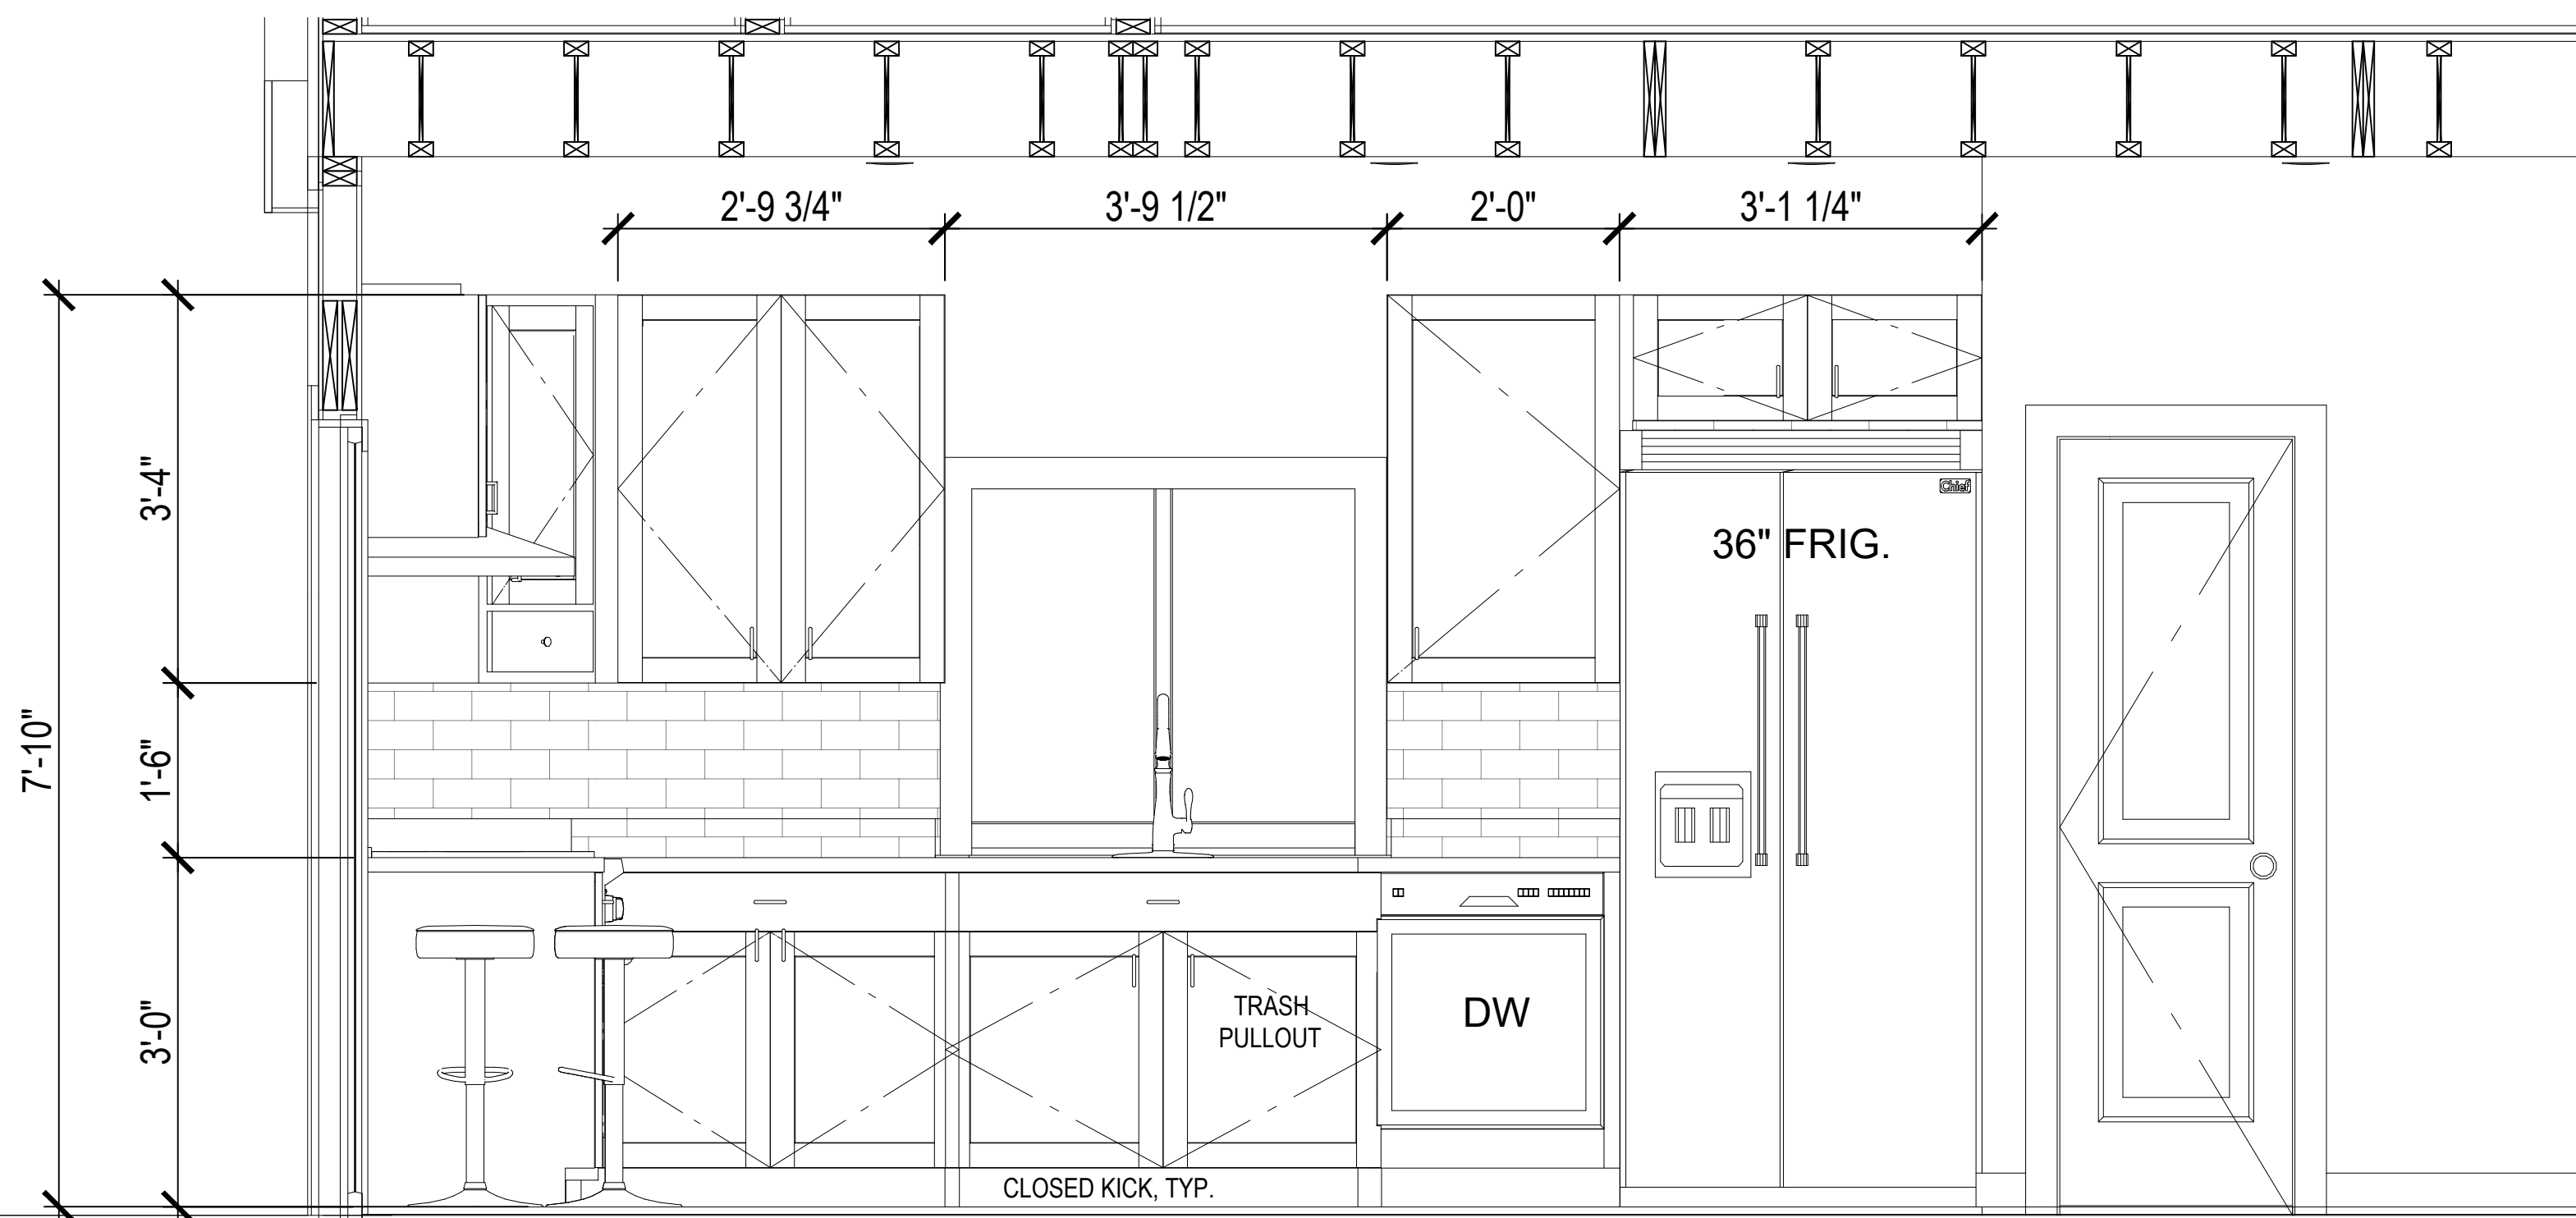 2'-9 3/4"
3'-9 1/2"
2'-0"
3'-1 1/4"
3'-4"
Chief
36" FRIG.
7'-10"
1'-6"
3'-0"
TRASH
PULLOUT
DW
CLOSED KICK, TYP.